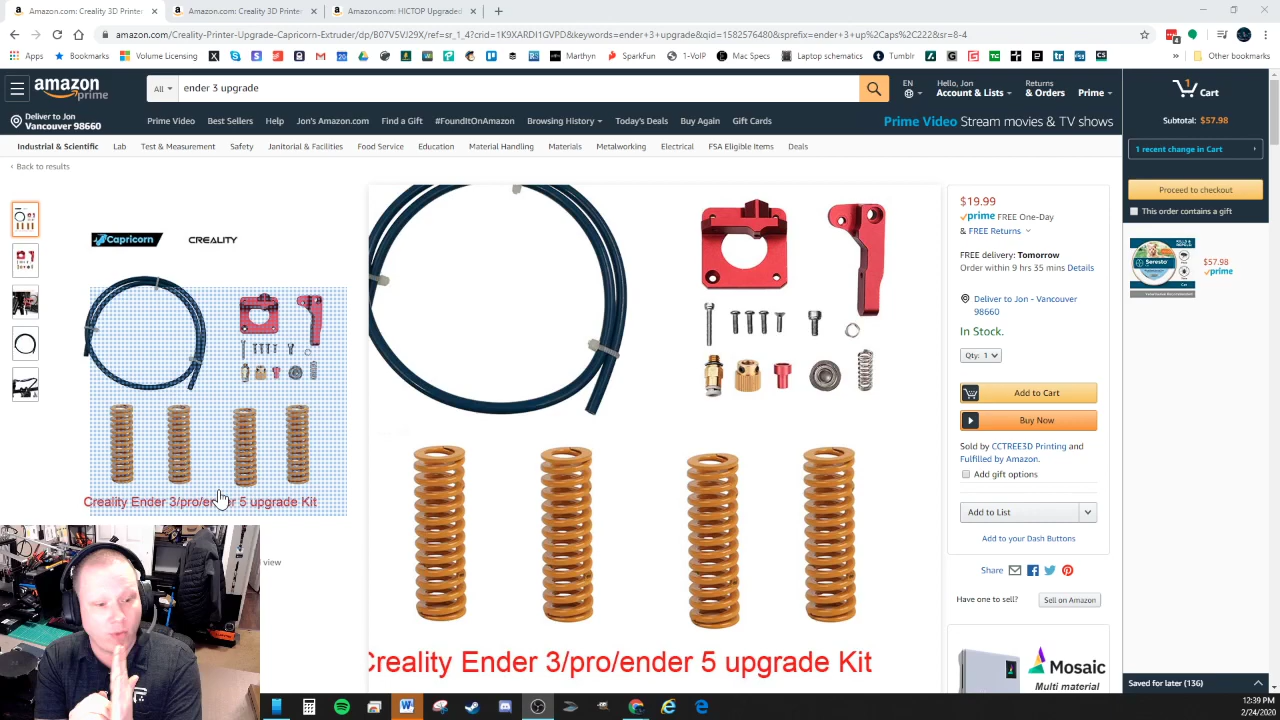 Amazon.com: Creality 3D Printer
Amazon.com: Creality 3D Printer
Amazon.com: HICTOP Upgraded
amazon.com/Creality-Printer-Upgrade-Capricorn-Extruder/dp/B07V5VJ29X/ref=sr_1_4?crid=1K9XARDI1GVPD&keywords=ender+3+upgrade&qid=1582576480&sprefix=ender+3+up%2Caps%2C222&sr=8-4
Apps
Bookmarks
Volume Licensing
Marthyn
SparkFun
1-VoIP
Mac Specs
Laptop schematics
Tumblr
Other bookmarks
amazon
prime
All
ender 3 upgrade
EN
Hello, Jon
Account & Lists
Returns
& Orders
Prime
1
Cart
Deliver to Jon
Vancouver 98660
Prime Video
Best Sellers
Help
Jon's Amazon.com
Find a Gift
#FoundItOnAmazon
Browsing History
Today's Deals
Buy Again
Gift Cards
Prime Video Stream movies & TV shows
Subtotal: $57.98
Industrial & Scientific
Lab
Test & Measurement
Safety
Janitorial & Facilities
Food Service
Education
Material Handling
Materials
Metalworking
Electrical
FSA Eligible Items
Deals
1 recent change in Cart
‹ Back to results
Proceed to checkout
This order contains a gift
$57.98
prime
Capricorn
CREALITY
Creality Ender 3/pro/ender 5 upgrade Kit
view
Creality Ender 3/pro/ender 5 upgrade Kit
$19.99
prime FREE One-Day
& FREE Returns
FREE delivery: Tomorrow
Order within 9 hrs 35 mins Details
Deliver to Jon - Vancouver
98660
In Stock.
Qty: 1
Add to Cart
Buy Now
Sold by CCTREE3D Printing and
Fulfilled by Amazon.
Add gift options
Add to List
Add to your Dash Buttons
Share
Have one to sell?
Sell on Amazon
Mosaic
Multi material
Saved for later (136)
12:39 PM
2/24/2020